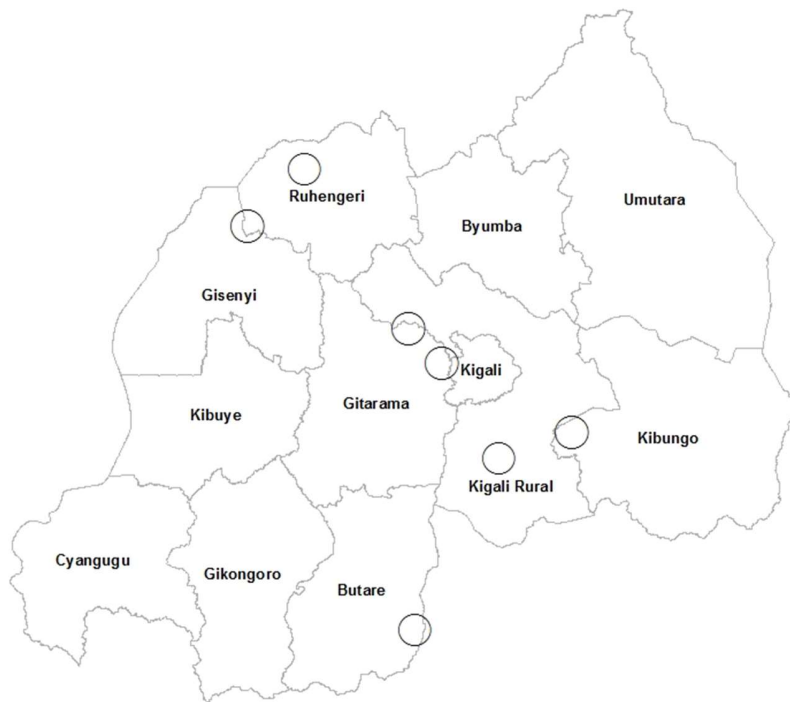 Ruhengeri
Umutara
Byumba
Gisenyi
Kigali
Gitarama
Kibuye
Kibungo
Kigali Rural
Cyangugu
Gikongoro
Butare